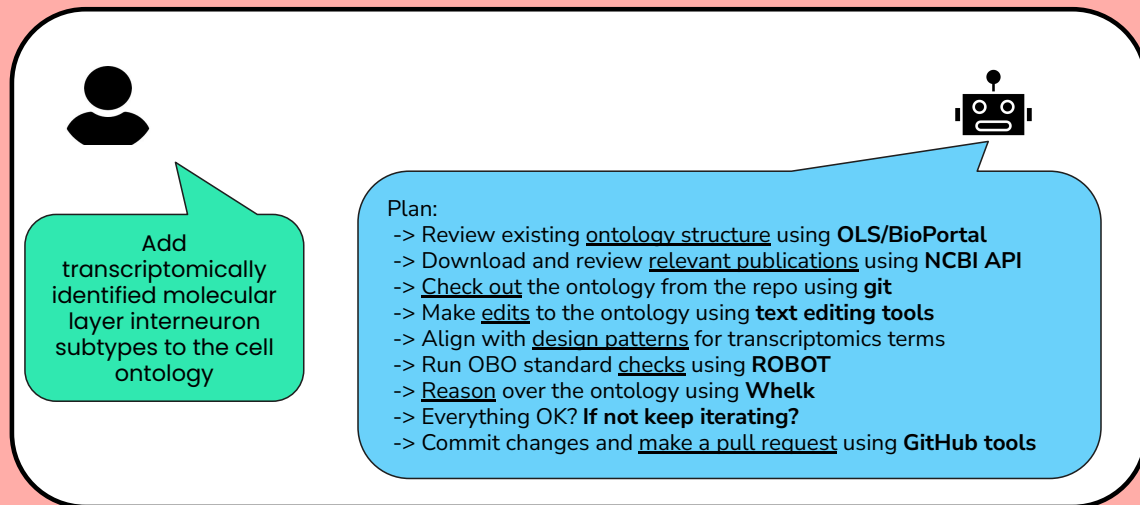 Add
transcriptomically
identified molecular
layer interneuron
subtypes to the cell
ontology
Plan:
-> Review existing ontology structure using OLS/BioPortal
-> Download and review relevant publications using NCBI API
-> Check out the ontology from the repo using git
-> Make edits to the ontology using text editing tools
-> Align with design patterns for transcriptomics terms
-> Run OBO standard checks using ROBOT
-> Reason over the ontology using Whelk
-> Everything OK? If not keep iterating?
-> Commit changes and make a pull request using GitHub tools